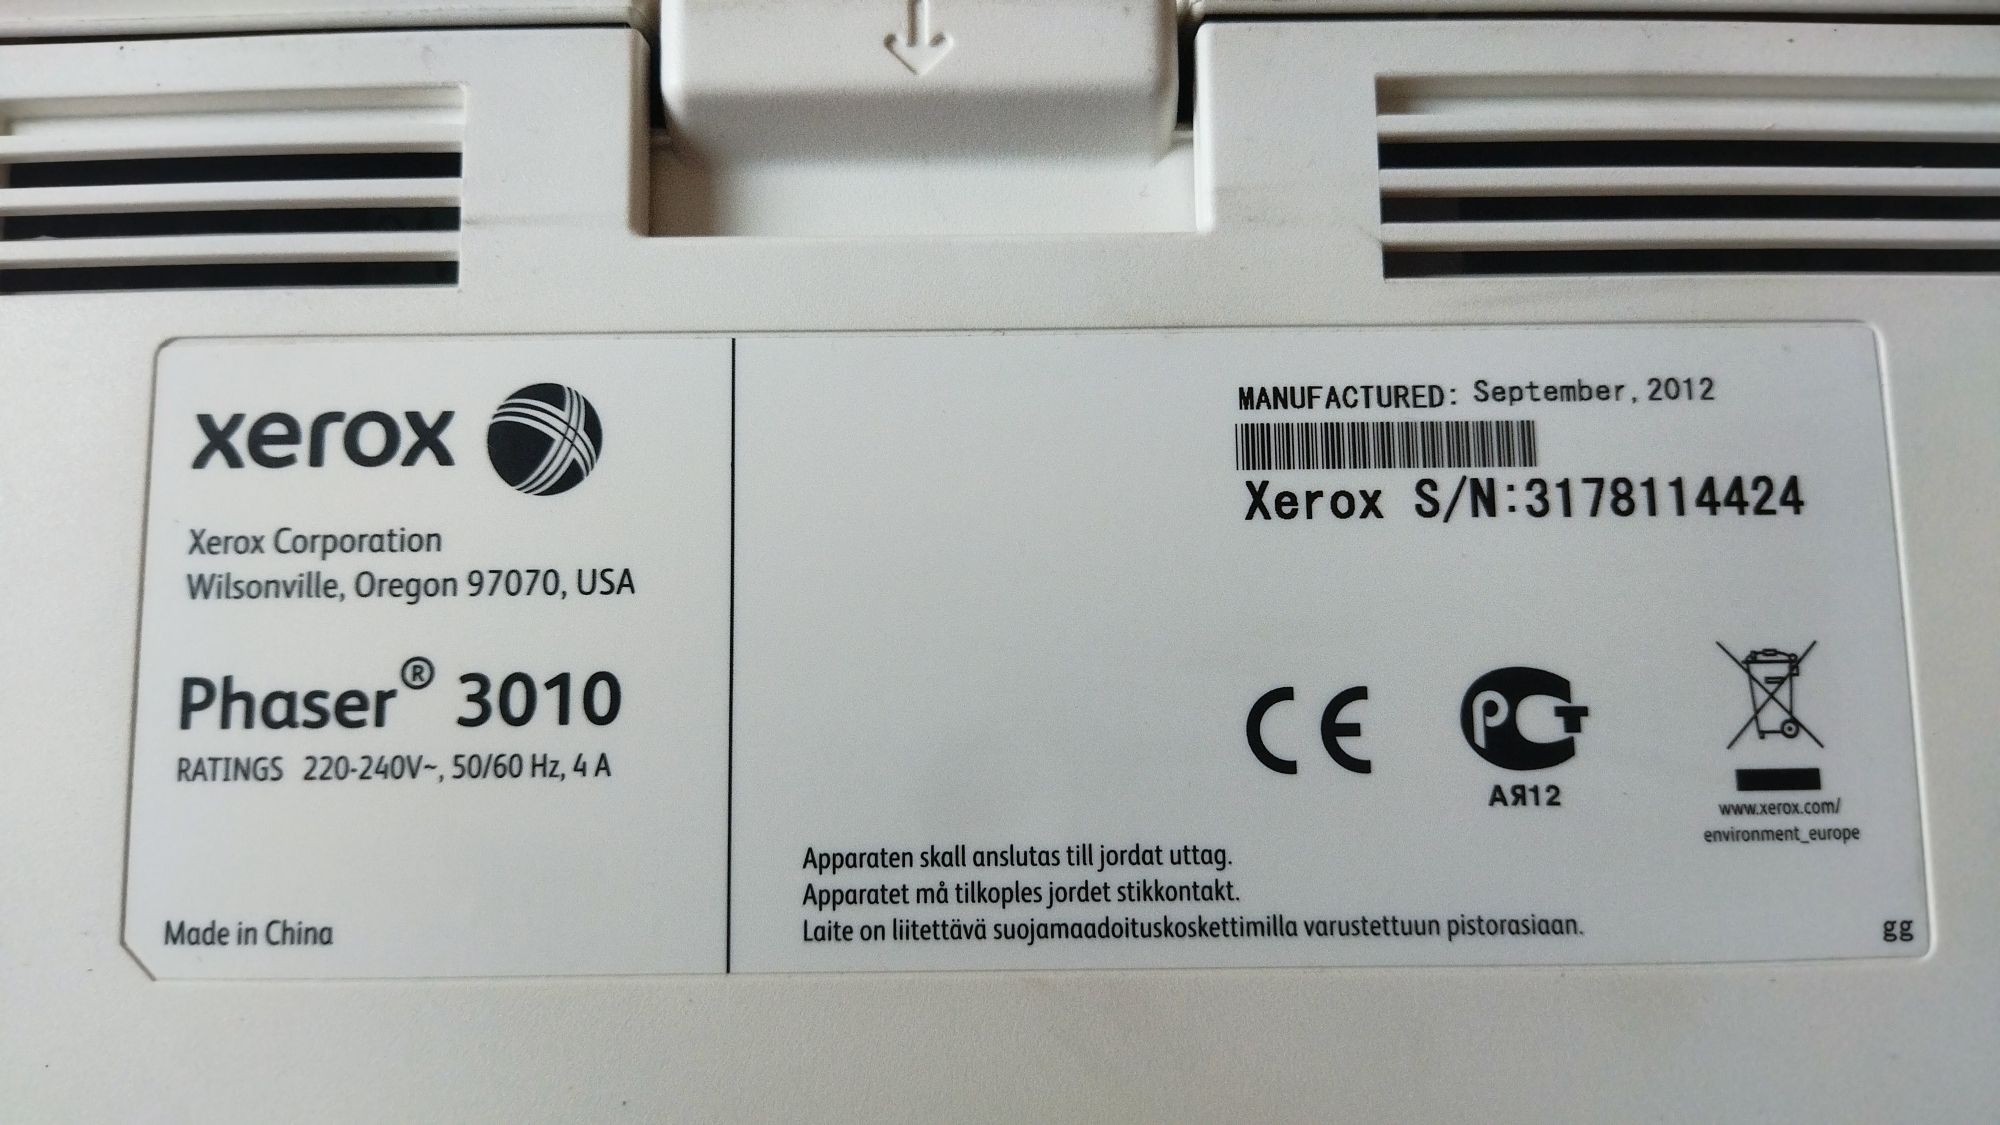 xerox
Xerox Corporation
Wilsonville, Oregon 97070, USA
Phaser® 3010
RATINGS 220-240V~, 50/60 Hz, 4 A
Made in China
MANUFACTURED: September, 2012
Xerox S/N:3178114424
CE
РСТ
АЯ12
www.xerox.com/
environment_europe
Apparaten skall anslutas till jordat uttag.
Apparatet må tilkoples jordet stikkontakt.
Laite on liitettävä suojamaadoituskoskettimilla varustettuun pistorasiaan.
gg